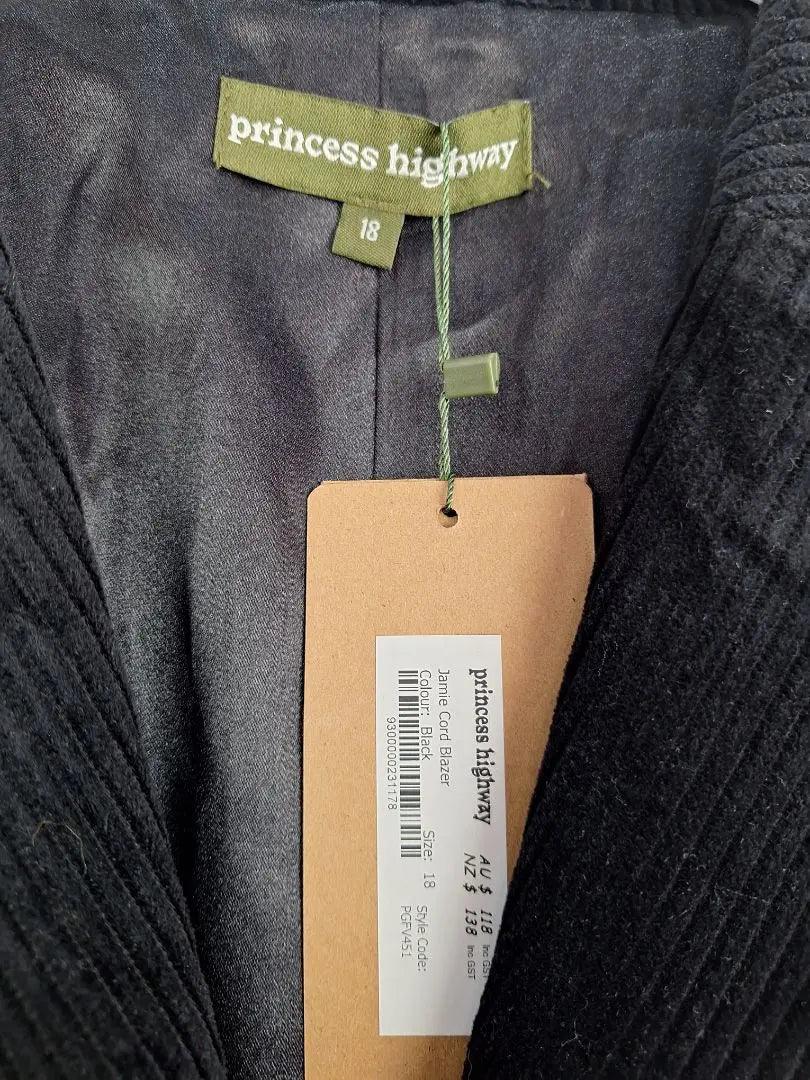 princess highway
18
princess highway
AU $ 118 Inc GST
NZ $ 138 Inc GST
Jamie Cord Blazer
Colour: Black
Size: 18
Style Code:
PGFV451
9300000231178